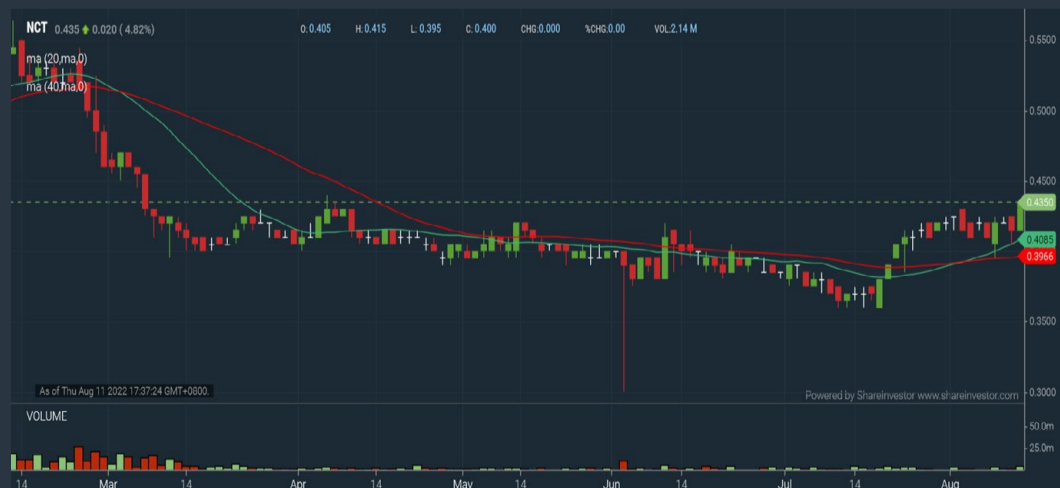 NCT 0.435 0.020 ( 4.82%) O: 0.405 H: 0.415 L: 0.395 C: 0.400 CHG:0.000 %CHG:0.00 VOL:2.14 M
ma (20,ma,0)
ma (40,ma,0)
0.5500
0.5000
0.4500
0.4350
0.4085
0.3966
0.3500
0.3000
As of Thu Aug 11 2022 17:37:24 GMT+0800.
Powered by Shareinvestor www.shareinvestor.com
VOLUME
50.0m
25.0m
14 Mar 14 Apr 14 May 14 Jun 14 Jul 14 Aug